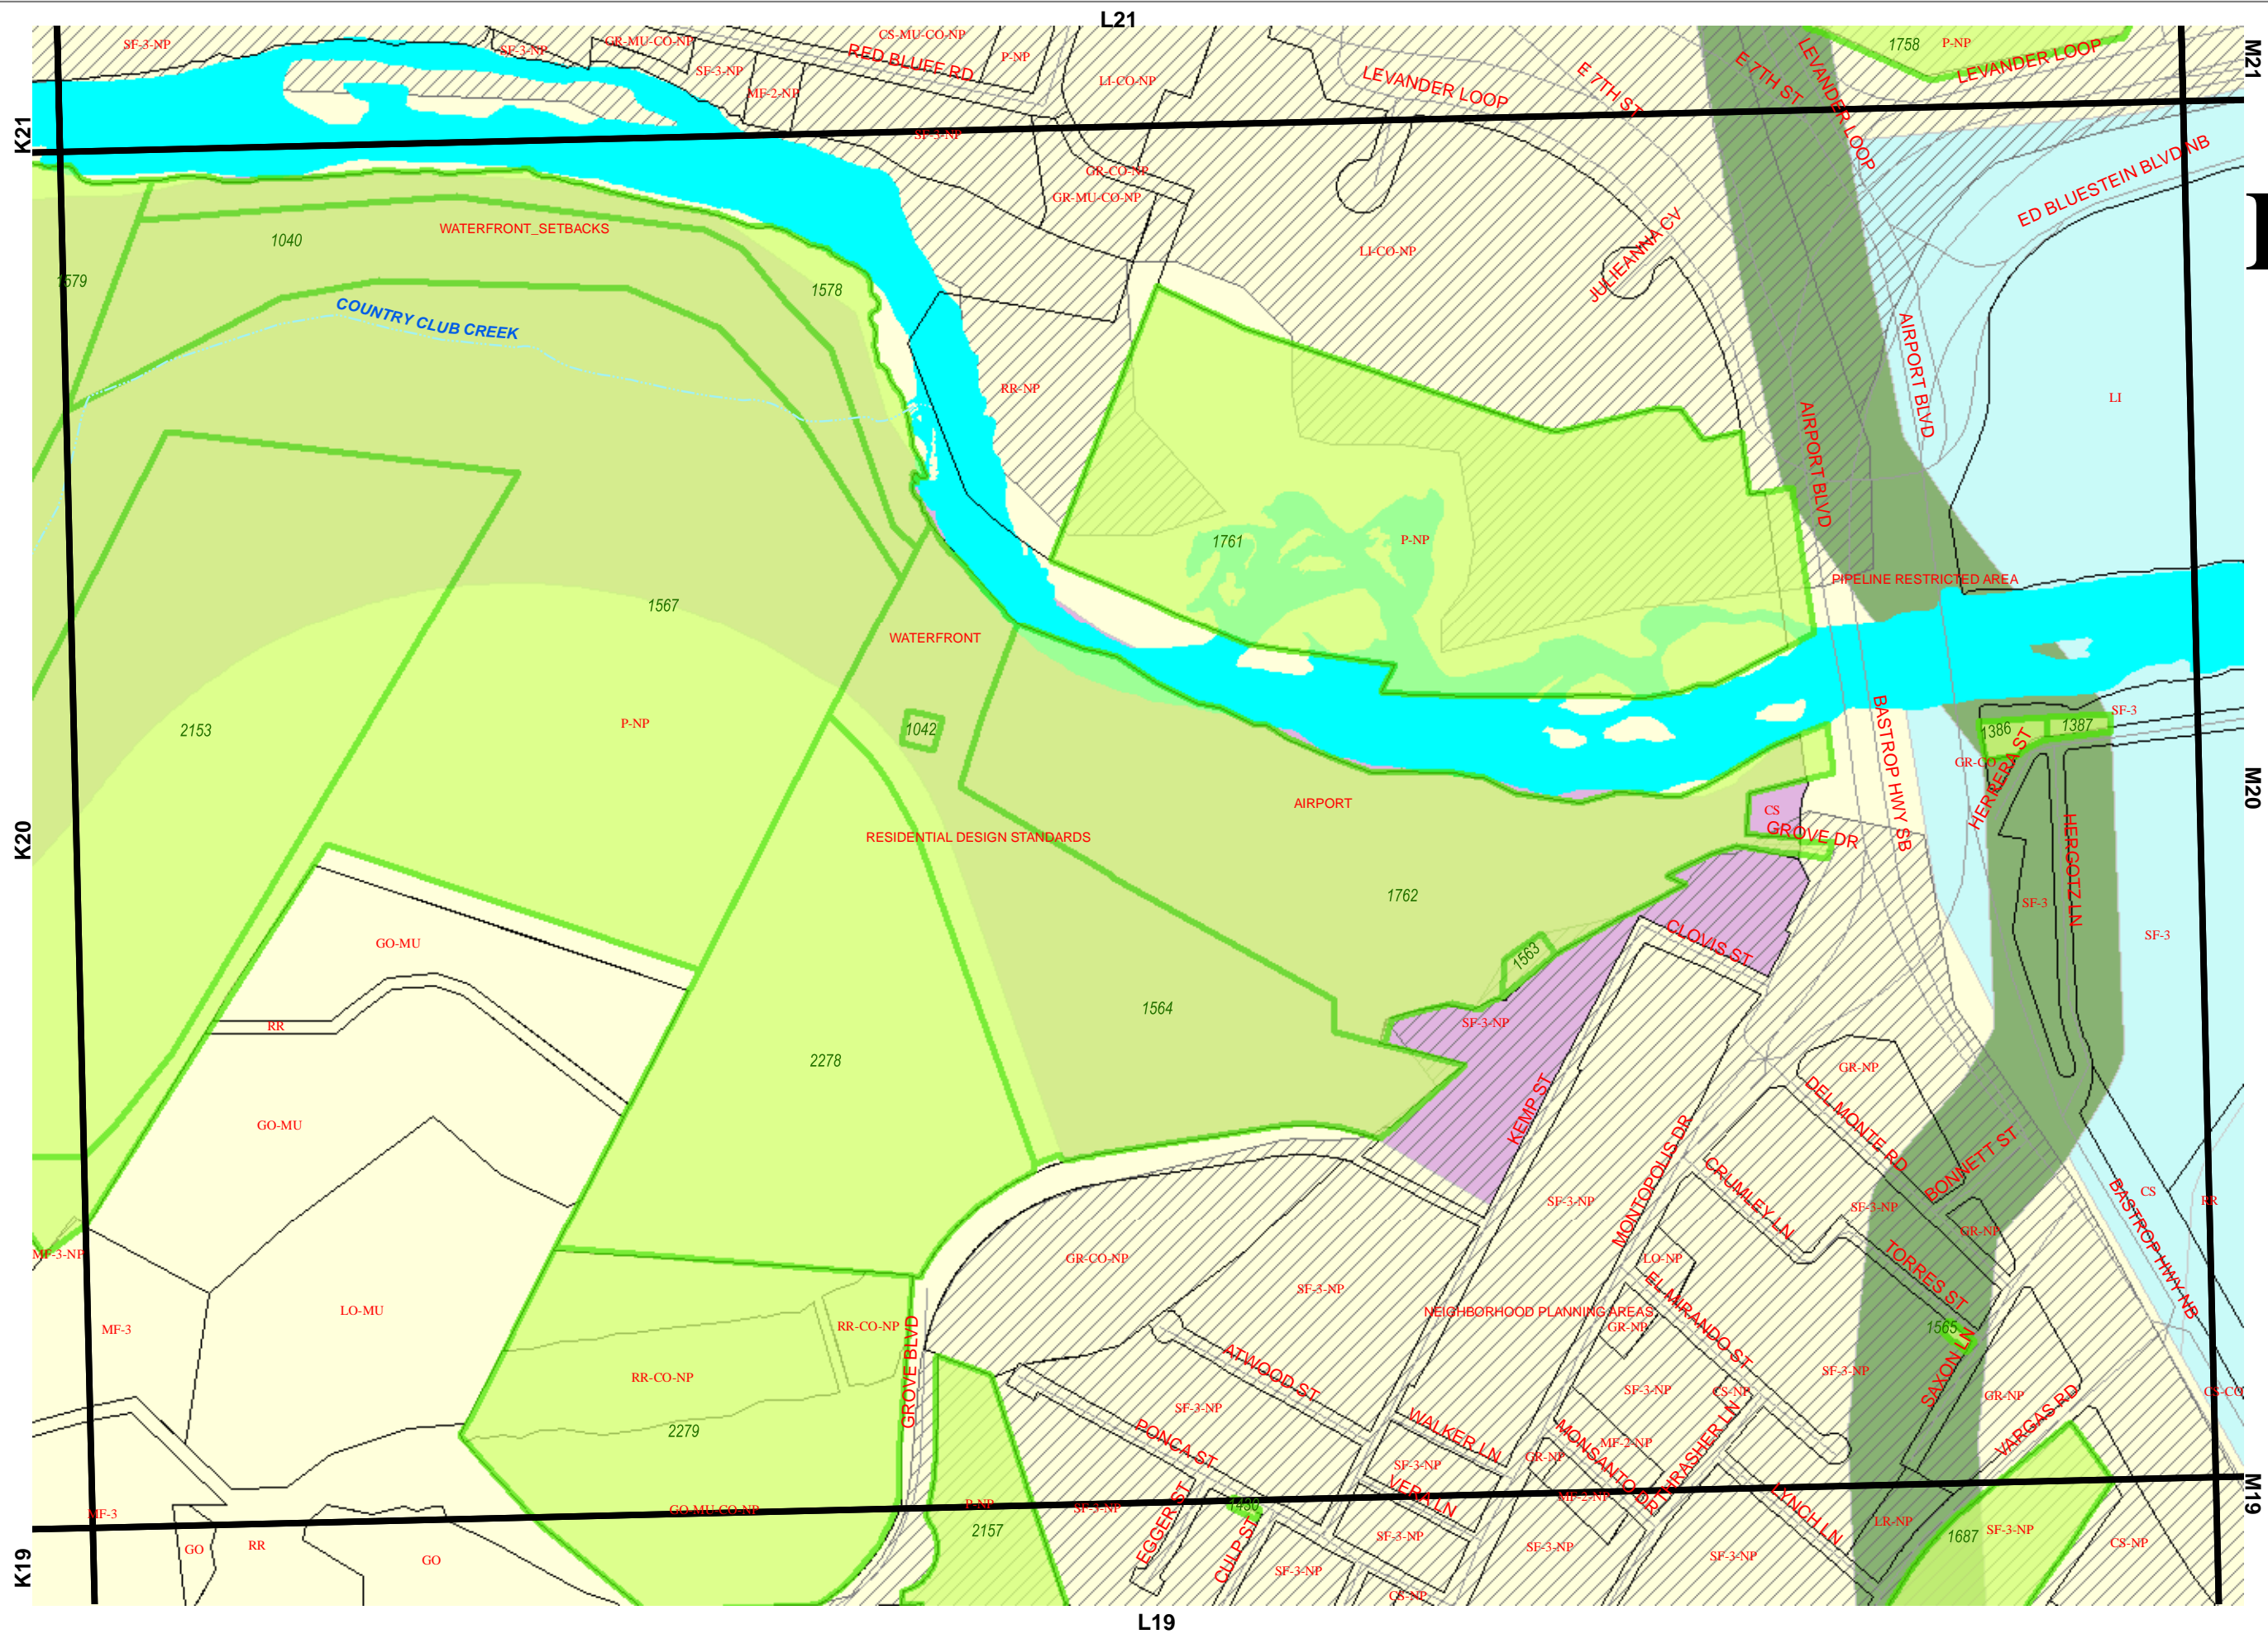 L21
SF-3-NP
SF-3-NP
GR-MU-CO-NP
CS-MU-CO-NP
RED BLUFF RD
P-NP
SF-3-NP
MF-2-NP
LI-CO-NP
LEVANDER LOOP
E 7TH ST
E 7TH ST
LEVANDER LOOP
1758
P-NP
LEVANDER LOOP
M21
K21
SF-3-NP
GR-CO-NP
GR-MU-CO-NP
ED BLUESTEIN BLVD NB
1040
WATERFRONT_SETBACKS
LI-CO-NP
JULIEANNA CV
1579
1578
COUNTRY CLUB CREEK
AIRPORT BLVD
RR-NP
LI
AIRPORT BLVD
1761
P-NP
PIPELINE RESTRICTED AREA
1567
WATERFRONT
2153
P-NP
1042
BASTROP HWY SB
1386
1387
SF-3
GR-CO
HERRERA ST
M20
K20
AIRPORT
CS
GROVE DR
RESIDENTIAL DESIGN STANDARDS
HERGOTZ LN
1762
SF-3
SF-3
GO-MU
CLOVIS ST
1563
1564
SF-3-NP
RR
2278
GR-NP
KEMP ST
DEL MONTE RD
GO-MU
MONTOPOLIS DR
BONNETT ST
CRUMLEY LN
SF-3-NP
SF-3-NP
CS
RR
BASTROP HWY NB
GR-NP
MF-3-NP
GR-CO-NP
LO-NP
TORRES ST
SF-3-NP
LO-MU
NEIGHBORHOOD PLANNING AREAS
EL MIRANDO ST
MF-3
RR-CO-NP
GR-NP
1565
GROVE BLVD
ATWOOD ST
SAXON LN
RR-CO-NP
SF-3-NP
SF-3-NP
CS-NP
GR-NP
CS-CO
SF-3-NP
VARGAS RD
2279
PONCA ST
WALKER LN
MONSANTO DR
THRASHER LN
MF-2-NP
SF-3-NP
GR-NP
VERA LN
MF-2-NP
M19
MF-3
GO-MU-CO-NP
P-NP
SF-3-NP
1430
LYNCH LN
LR-NP
2157
EGGER ST
CULP ST
SF-3-NP
SF-3-NP
SF-3-NP
1687
SF-3-NP
CS-NP
K19
GO
RR
GO
SF-3-NP
CS-NP
L19